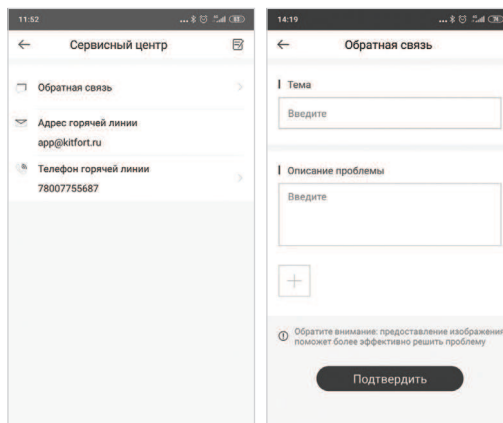 11:52
Сервисный центр
Обратная связь
Адрес горячей линии
app@kitfort.ru
Телефон горячей линии
78007755687
14:19
Обратная связь
Тема
Введите
Описание проблемы
Введите
Обратите внимание: предоставление изображения
поможет более эффективно решить проблему
Подтвердить